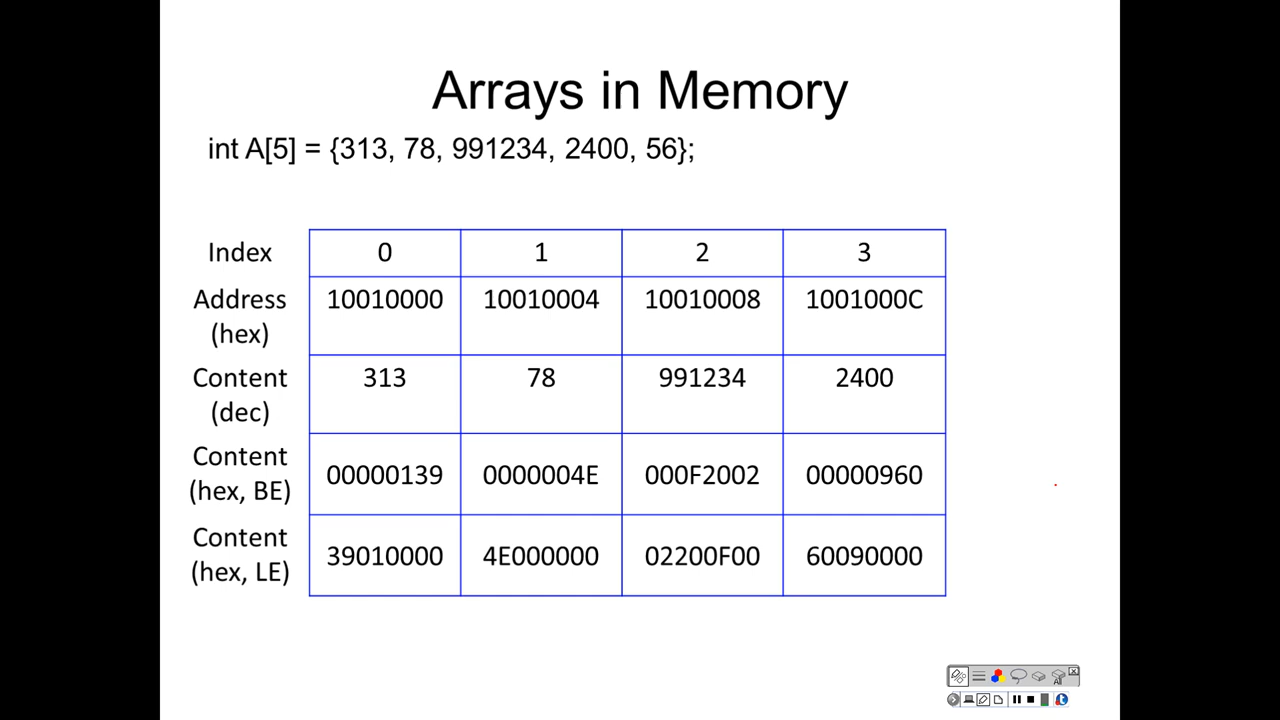 Arrays in Memory
int A[5] = {313, 78, 991234, 2400, 56};
Index 0 1 2 3
Address (hex) 10010000 10010004 10010008 1001000C
Content (dec) 313 78 991234 2400
Content (hex, BE) 00000139 0000004E 000F2002 00000960
Content (hex, LE) 39010000 4E000000 02200F00 60090000
All